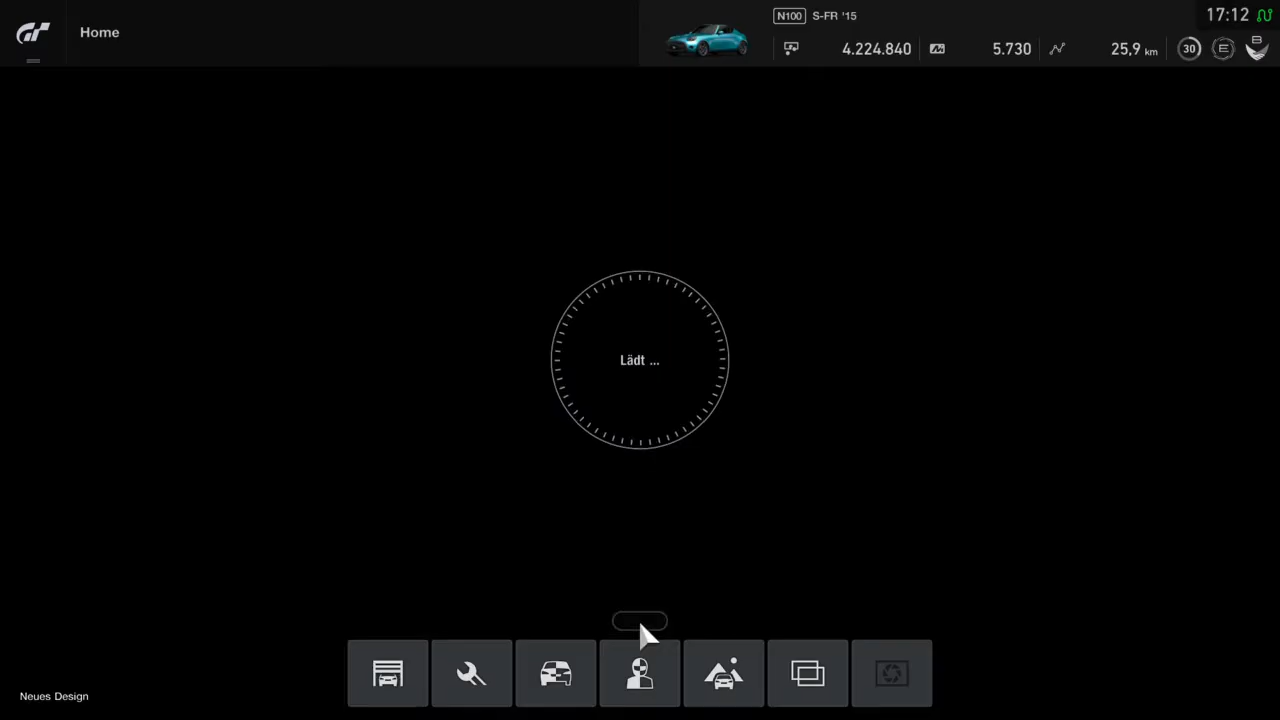 Home
N100 S-FR '15
17:12
4.224.840
5.730
25,9 km
30
E
B
Lädt ...
Neues Design